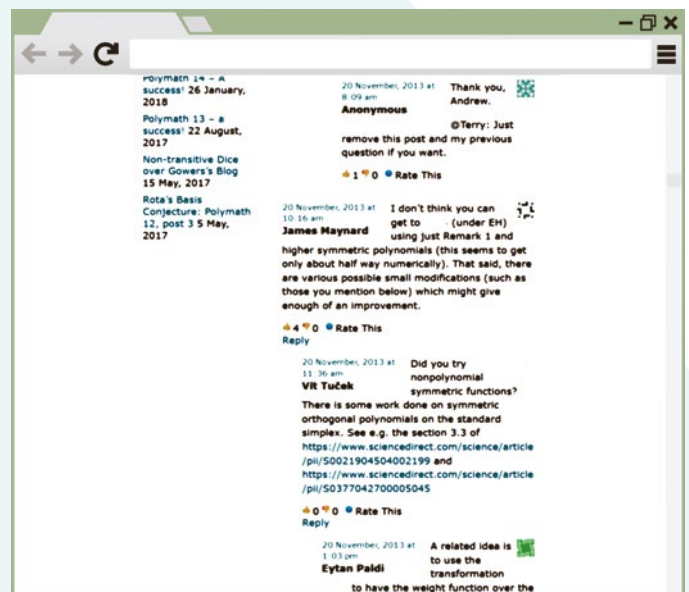 Polymath 14 – A
success! 26 January,
2018
Polymath 13 – a
success! 22 August,
2017
Non-transitive Dice
over Gowers's Blog
15 May, 2017
Rota's Basis
Conjecture: Polymath
12, post 3 5 May,
2017
20 November, 2013 at
8:09 am
Anonymous
Thank you,
Andrew.
@Terry: Just
remove this post and my previous
question if you want.
1 0 Rate This
20 November, 2013 at
10:16 am
James Maynard
I don't think you can
get to (under EH)
using just Remark 1 and
higher symmetric polynomials (this seems to get
only about half way numerically). That said, there
are various possible small modifications (such as
those you mention below) which might give
enough of an improvement.
4 0 Rate This
Reply
20 November, 2013 at
11:36 am
Vít Tuček
Did you try
nonpolynomial
symmetric functions?
There is some work done on symmetric
orthogonal polynomials on the standard
simplex. See e.g. the section 3.3 of
https://www.sciencedirect.com/science/article
/pii/S0021904504002199 and
https://www.sciencedirect.com/science/article
/pii/S0377042700005045
0 0 Rate This
Reply
20 November, 2013 at
1:03 pm
Eytan Paldi
A related idea is
to use the
transformation
to have the weight function over the